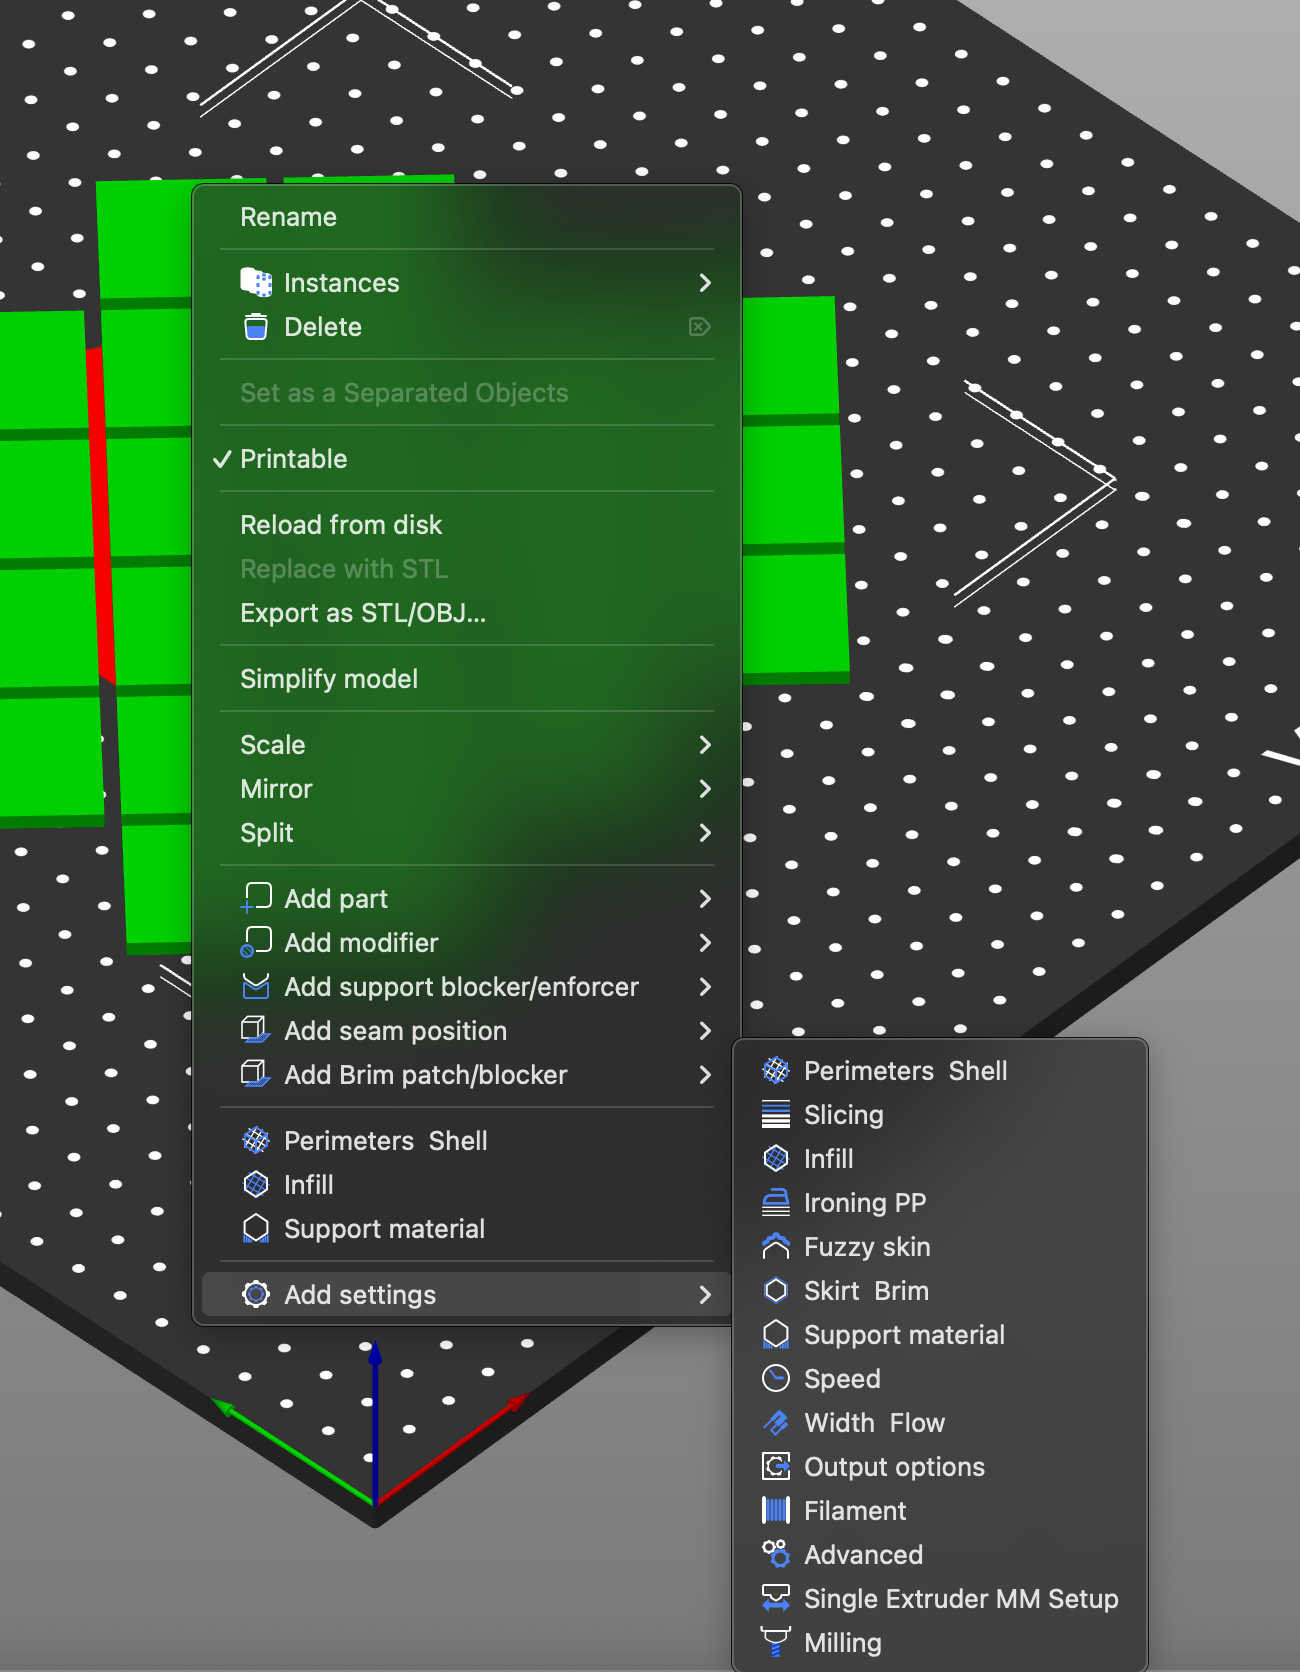 Rename
Instances
Delete
Set as a Separated Objects
Printable
Reload from disk
Replace with STL
Export as STL/OBJ...
Simplify model
Scale
Mirror
Split
Add part
Add modifier
Add support blocker/enforcer
Add seam position
Add Brim patch/blocker
Perimeters  Shell
Infill
Support material
Add settings
Perimeters  Shell
Slicing
Infill
Ironing PP
Fuzzy skin
Skirt  Brim
Support material
Speed
Width  Flow
Output options
Filament
Advanced
Single Extruder MM Setup
Milling